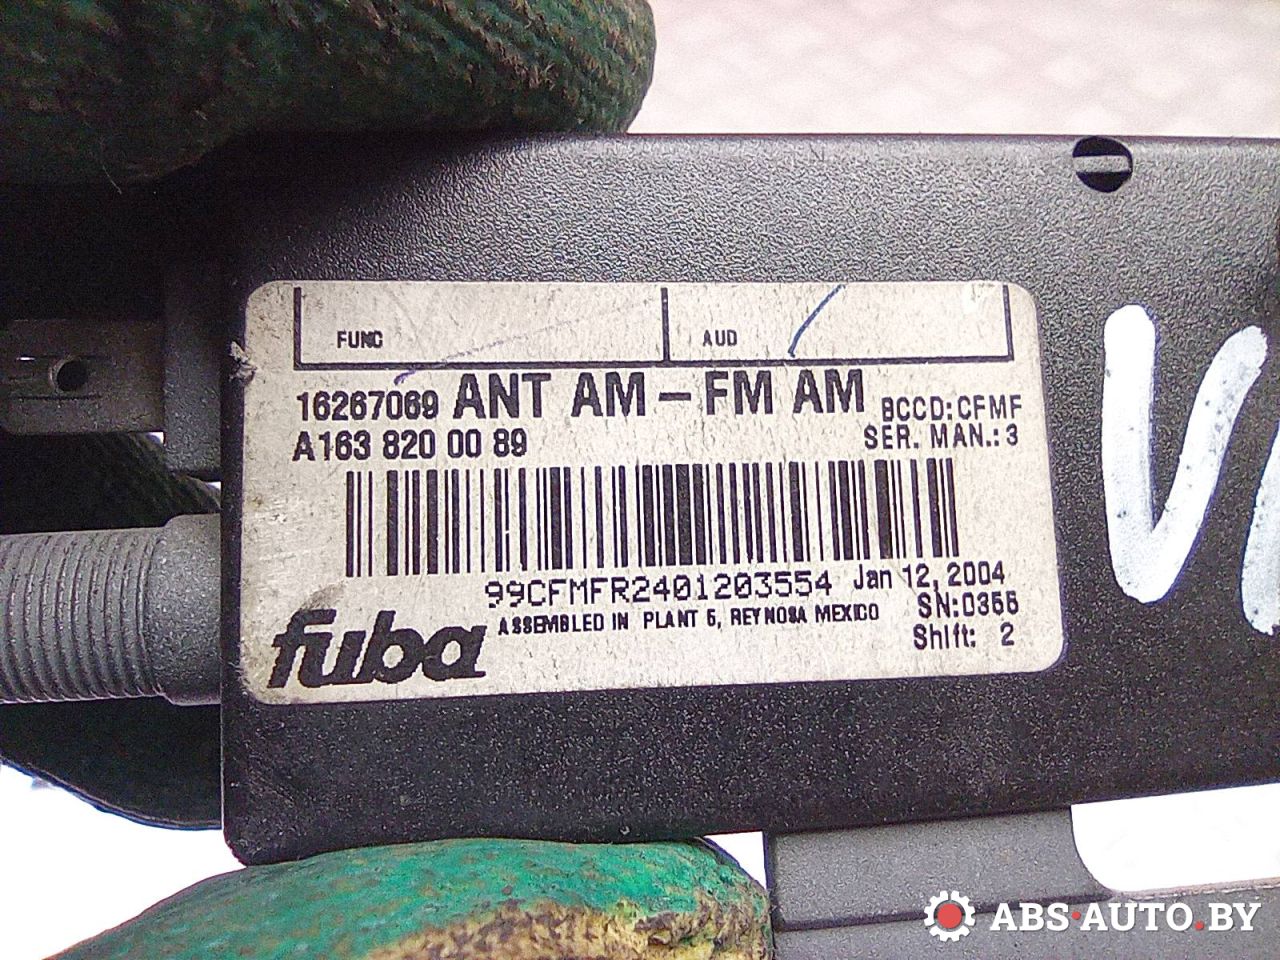 FUNC AUD
16267069 ANT AM-FM AM BCCD:CFMF
A163 820 00 89 SER. MAN.:3
99CFMFR2401203554 Jan 12, 2004
fuba ASSEMBLED IN PLANT 5, REYNOSA MEXICO SN:0355
Shift: 2
ABS·AUTO.BY